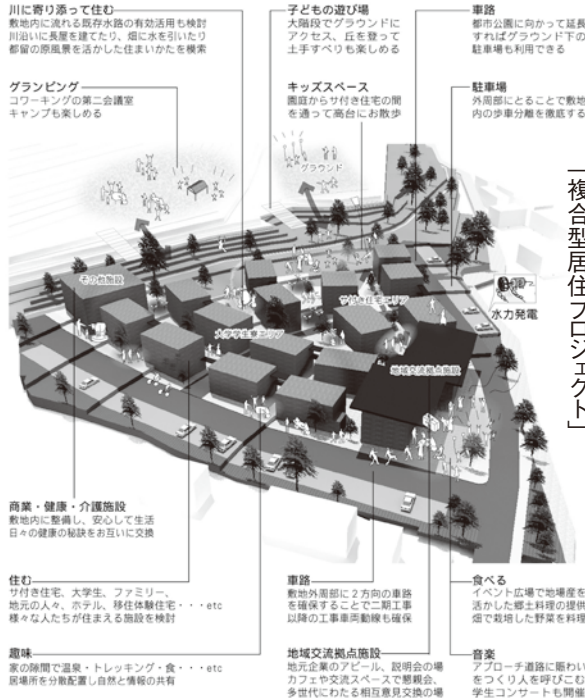 川に寄り添って住む
敷地内に流れる既存水路の有効活用も検討
川沿いに長屋を建てたり、畑に水を引いたり
都留の原風景を活かした住まいかたを模索
子どもの遊び場
大階段でグラウンドに
アクセス、丘を登って
土手すべりも楽しめる
車路
都市公園に向かって延長
すればグラウンド下の
駐車場も利用できる
グランピング
コワーキングの第二会議室
キャンプも楽しめる
キッズスペース
園庭からサ付き住宅の間
を通って高台にお散歩
駐車場
外周部にとることで敷地
内の歩車分離を徹底する
「複合型居住プロジェクト」
グラウンド
その他施設
サ付き住宅エリア
大学学生寮エリア
地域交流拠点施設
水力発電
商業・健康・介護施設
敷地内に整備し、安心して生活
日々の健康の秘訣をお互いに交換
住む
サ付き住宅、大学生、ファミリー、
地元の人々、ホテル、移住体験住宅・・・etc
様々な人たちが住まえる施設を検討
車路
敷地外周部に2方向の車路
を確保することで二期工事
以降の工事車両動線も確保
食べる
イベント広場で地場産を
活かした郷土料理の提供
畑で栽培した野菜を料理
趣味
家の隙間で温泉・トレッキング・食・・・etc
居場所を分散配置し自然と情報の共有
地域交流拠点施設
地元企業のアピール、説明会の場
カフェや交流スペースで懇親会、
多世代にわたる相互意見交換の場
音楽
アプローチ道路に賑わい
をつくり人を呼びこむ
学生コンサートも開催